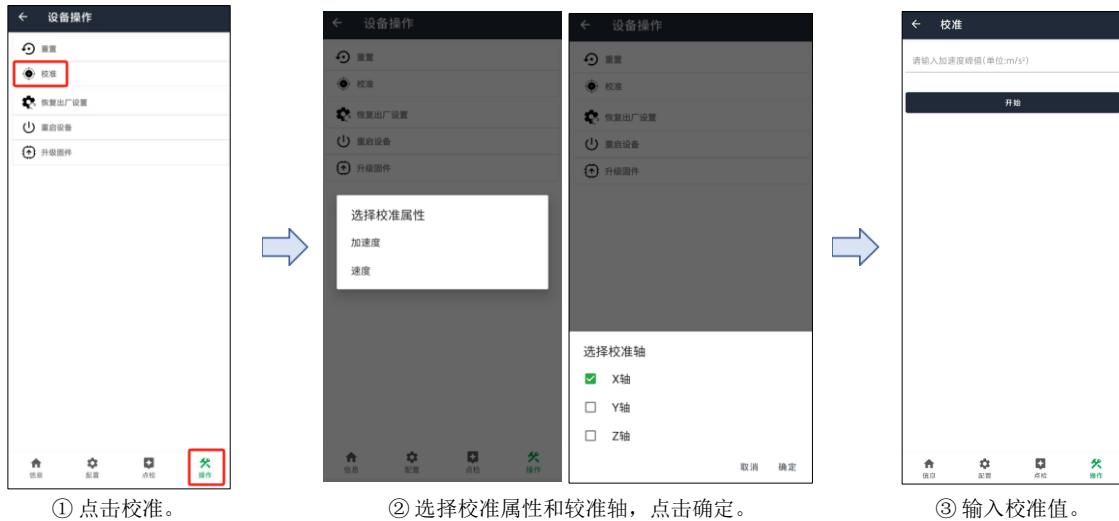 设备操作
重置
校准
恢复出厂设置
重启设备
升级固件
信息
配置
点检
操作
① 点击校准。
设备操作
重置
校准
恢复出厂设置
重启设备
升级固件
选择校准属性
加速度
速度
信息
配置
点检
操作
设备操作
重置
校准
恢复出厂设置
重启设备
升级固件
选择校准轴
X轴
Y轴
Z轴
取消 确定
② 选择校准属性和较准轴，点击确定。
校准
请输入加速度峰值(单位:m/s²)
开始
信息
配置
点检
操作
③ 输入校准值。